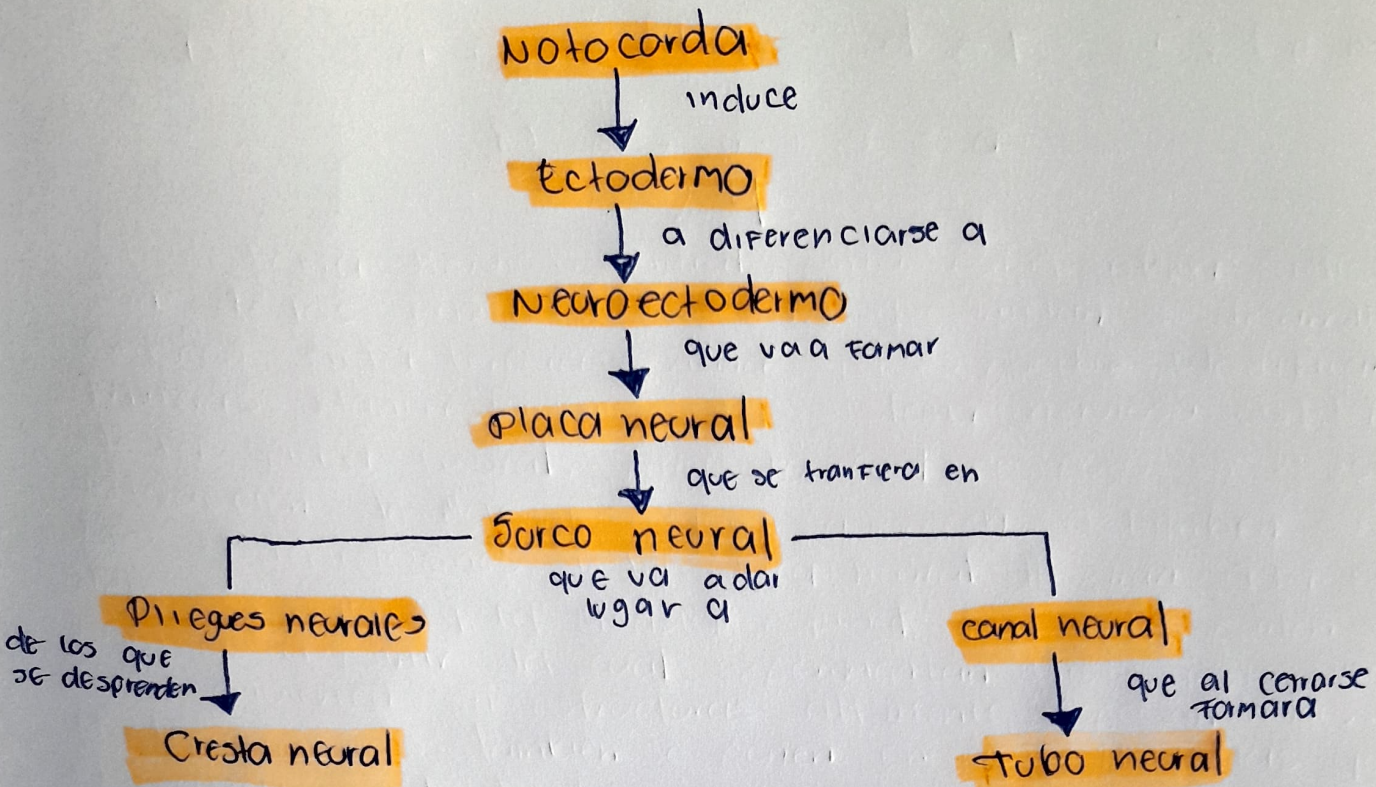 Notocorda
induce
Ectodermo
a diferenciarse a
Neuroectodermo
que va a formar
Placa neural
que se tranfiera en
Surco neural
que va a dar
lugar a
Pliegues neurales
canal neural
de los que
se desprenden
que al cerrarse
formara
Cresta neural
tubo neural